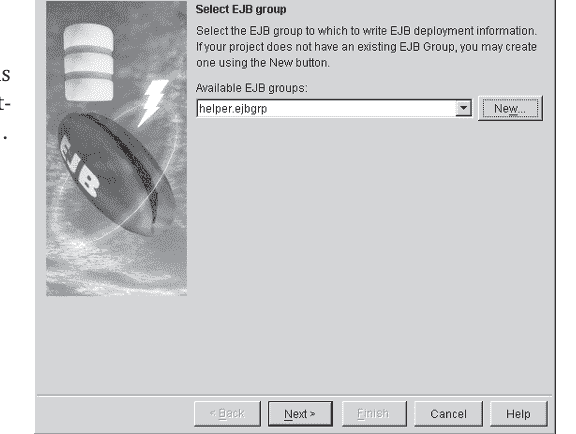 Select EJB group
Select the EJB group to which to write EJB deployment information.
If your project does not have an existing EJB Group, you may create
one using the New button.
Available EJB groups:
helper.ejbgrp
New...
EJB
< Back
Next >
Finish
Cancel
Help